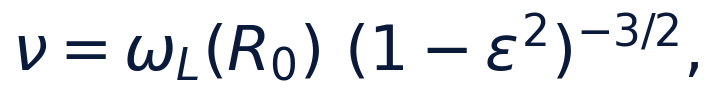 ν = ω_L(R_0) (1 − ε^2)^{−3/2},